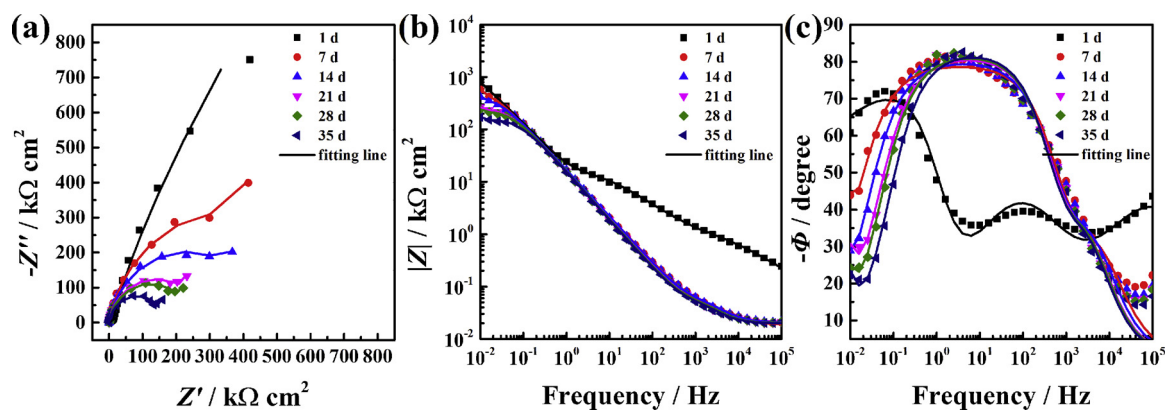 (a)
800
700
600
500
400
300
200
100
0
-Z″ / kΩ cm²
0 100 200 300 400 500 600 700 800
Z′ / kΩ cm²
1 d
7 d
14 d
21 d
28 d
35 d
fitting line
(b)
10⁴
10³
10²
10¹
10⁰
10⁻¹
10⁻²
|Z| / kΩ cm²
10⁻² 10⁻¹ 10⁰ 10¹ 10² 10³ 10⁴ 10⁵
Frequency / Hz
1 d
7 d
14 d
21 d
28 d
35 d
fitting line
(c)
90
80
70
60
50
40
30
20
10
-Φ / degree
10⁻² 10⁻¹ 10⁰ 10¹ 10² 10³ 10⁴ 10⁵
Frequency / Hz
1 d
7 d
14 d
21 d
28 d
35 d
fitting line